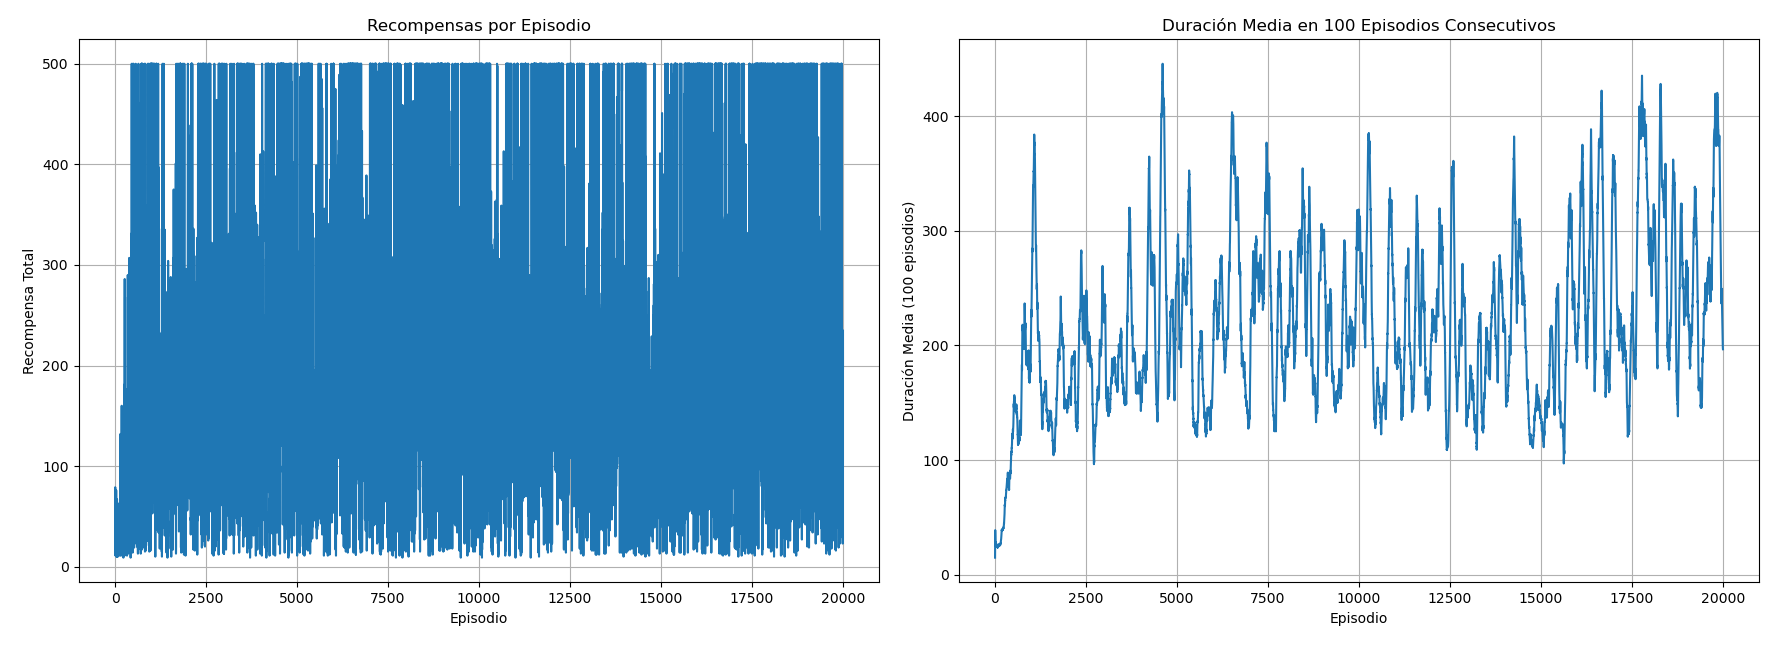 Recompensas por Episodio
Recompensa Total
500
400
300
200
100
0
0 2500 5000 7500 10000 12500 15000 17500 20000
Episodio
Duración Media en 100 Episodios Consecutivos
Duración Media (100 episodios)
400
300
200
100
0
0 2500 5000 7500 10000 12500 15000 17500 20000
Episodio